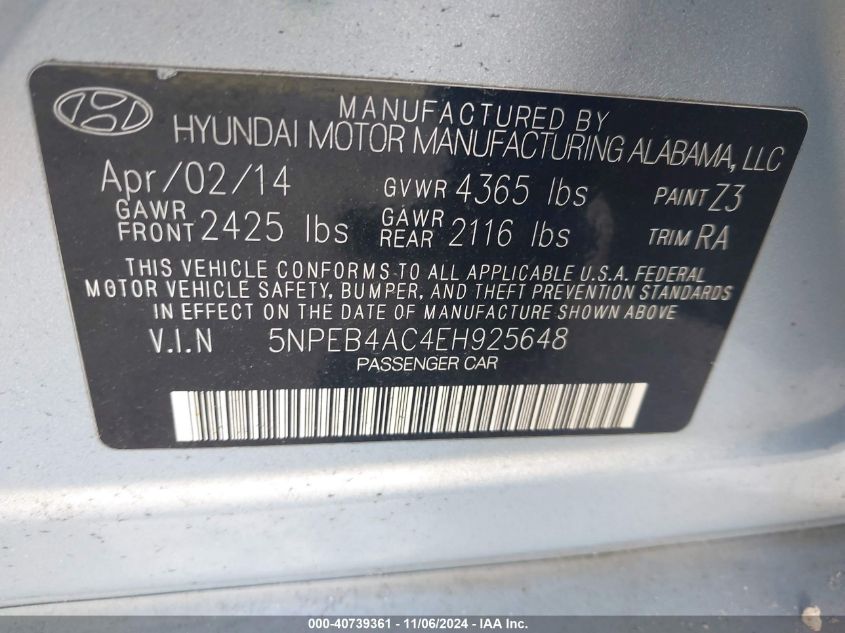 MANUFACTURED BY
HYUNDAI MOTOR MANUFACTURING ALABAMA, LLC
Apr/02/14 GVWR 4365 lbs PAINT Z3
GAWR FRONT 2425 lbs GAWR REAR 2116 lbs TRIM RA
THIS VEHICLE CONFORMS TO ALL APPLICABLE U.S.A. FEDERAL
MOTOR VEHICLE SAFETY, BUMPER, AND THEFT PREVENTION STANDARDS
IN EFFECT ON THE DATE OF MANUFACTURE SHOWN ABOVE.
V.I.N 5NPEB4AC4EH925648
PASSENGER CAR
000-40739361 - 11/06/2024 - IAA Inc.